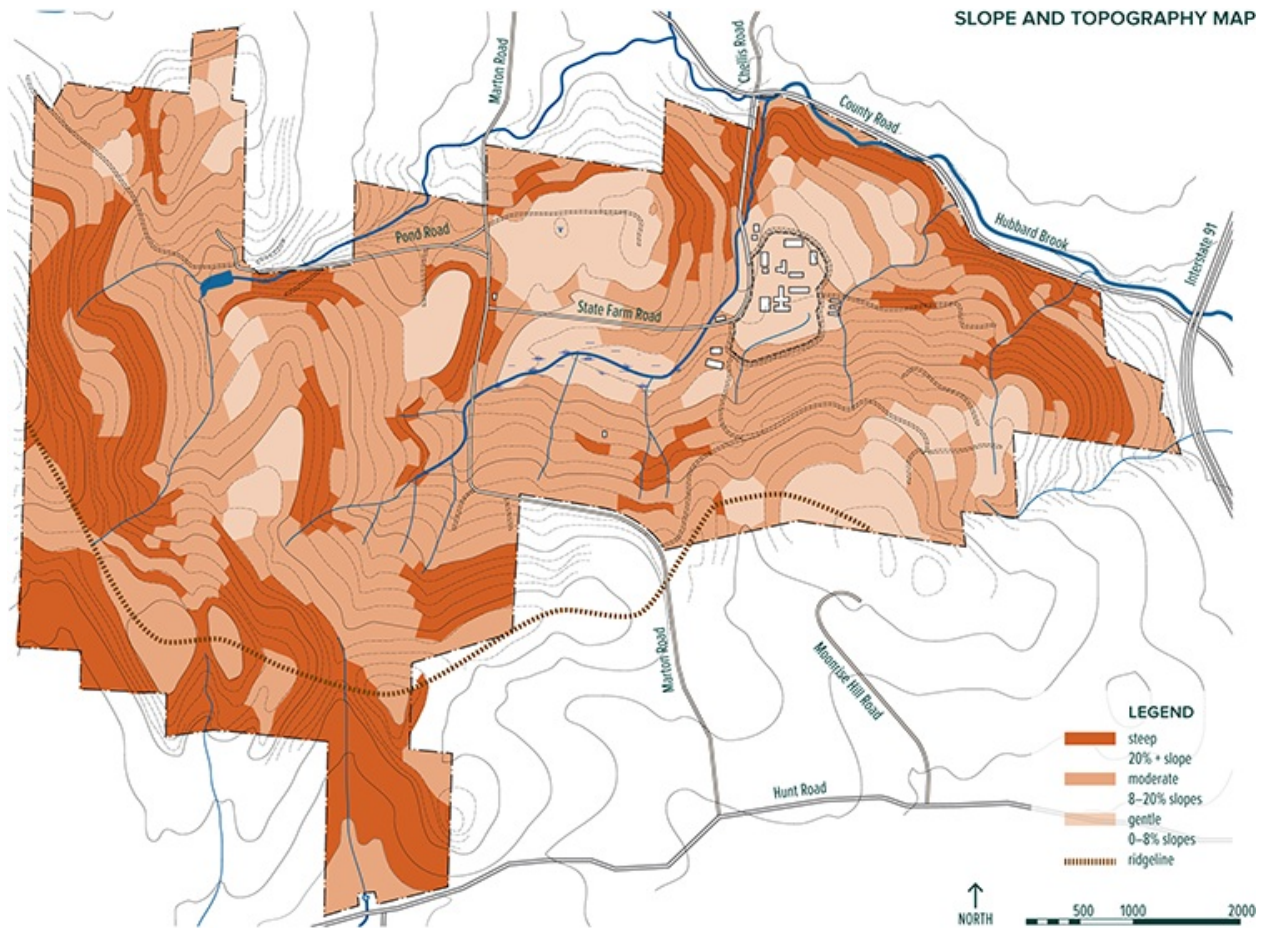 SLOPE AND TOPOGRAPHY MAP
Marton Road
Chellis Road
County Road
Hubbard Brook
Interstate 91
Pond Road
State Farm Road
Marton Road
Moonrise Hill Road
Hunt Road
LEGEND
steep
20% + slope
moderate
8–20% slopes
gentle
0–8% slopes
ridgeline
NORTH
500 1000 2000